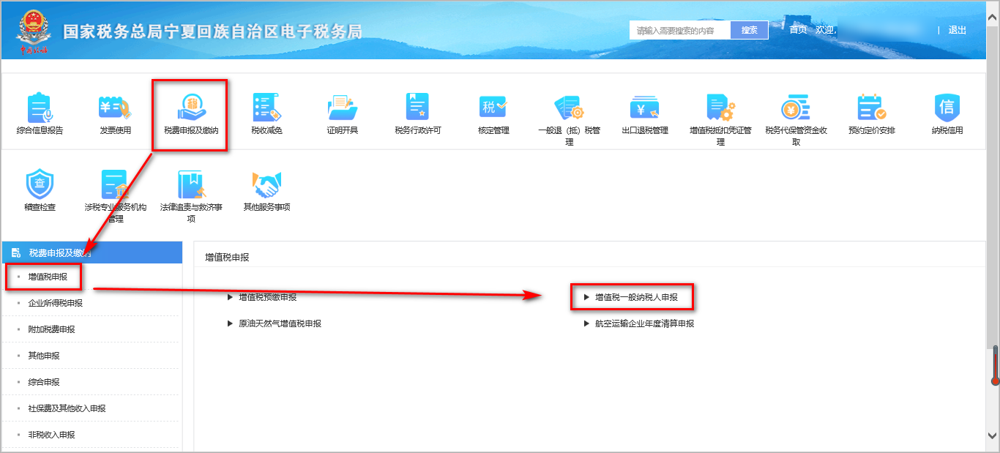 国家税务总局宁夏回族自治区电子税务局
请输入需要搜索的内容
搜索
首页 欢迎,
| 退出
综合信息报告
发票使用
税费申报及缴纳
税收减免
证明开具
税务行政许可
核定管理
一般退（抵）税管
理
出口退税管理
增值税抵扣凭证管
理
税务代保管资金收
取
预约定价安排
纳税信用
稽查检查
涉税专业服务机构
管理
法律追责与救济事
项
其他服务事项
税费申报及缴纳
增值税申报
企业所得税申报
附加税费申报
其他申报
综合申报
社保费及其他收入申报
非税收入申报
增值税申报
增值税预缴申报
增值税一般纳税人申报
原油天然气增值税申报
航空运输企业年度清算申报
税
税
信
查